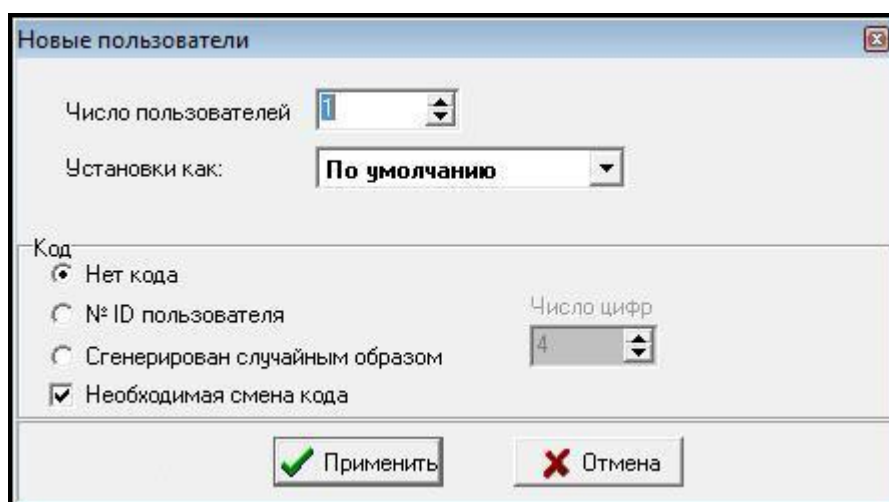 Новые пользователи
Число пользователей 1
Установки как: По умолчанию
Код
Нет кода
№ ID пользователя
Число цифр
4
Сгенерирован случайным образом
Необходимая смена кода
Применить Отмена